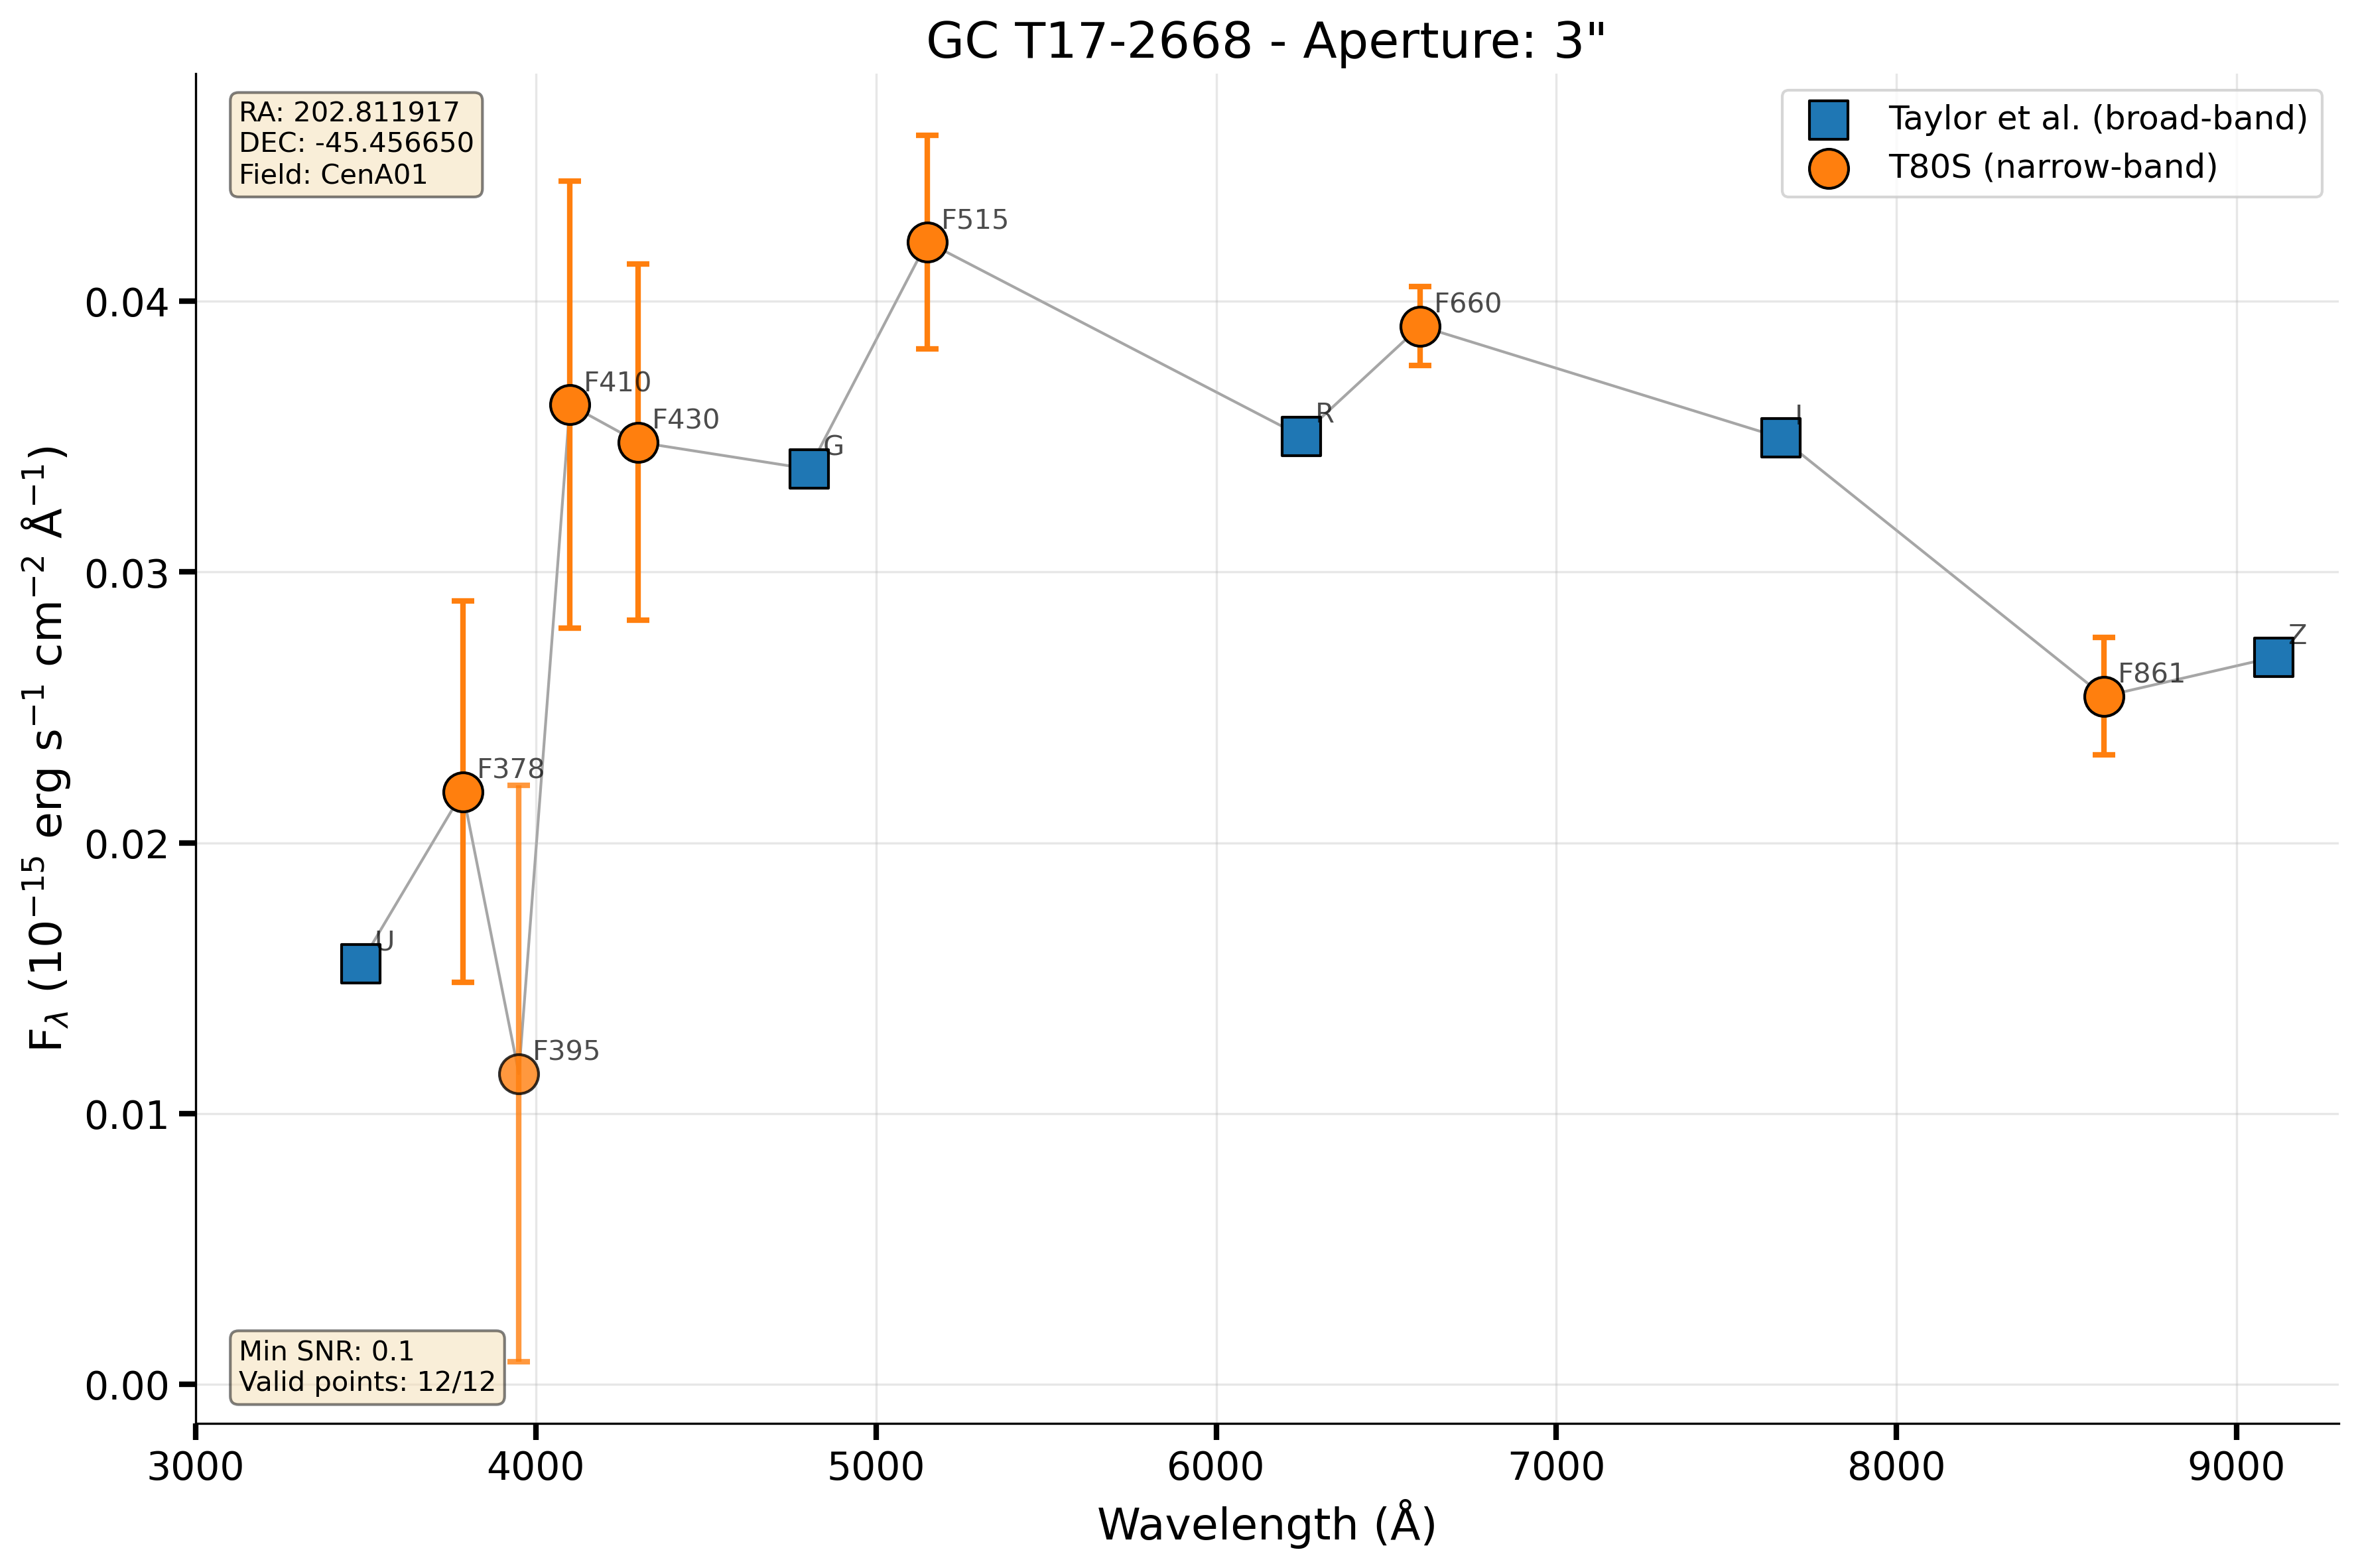 GC T17-2668 - Aperture: 3"
RA: 202.811917
DEC: -45.456650
Field: CenA01
Taylor et al. (broad-band)
T80S (narrow-band)
F515
F660
F410
F430
G
R
I
F378
F861
Z
U
F395
Min SNR: 0.1
Valid points: 12/12
0.04
0.03
0.02
0.01
0.00
F_λ (10⁻¹⁵ erg s⁻¹ cm⁻² Å⁻¹)
3000 4000 5000 6000 7000 8000 9000
Wavelength (Å)